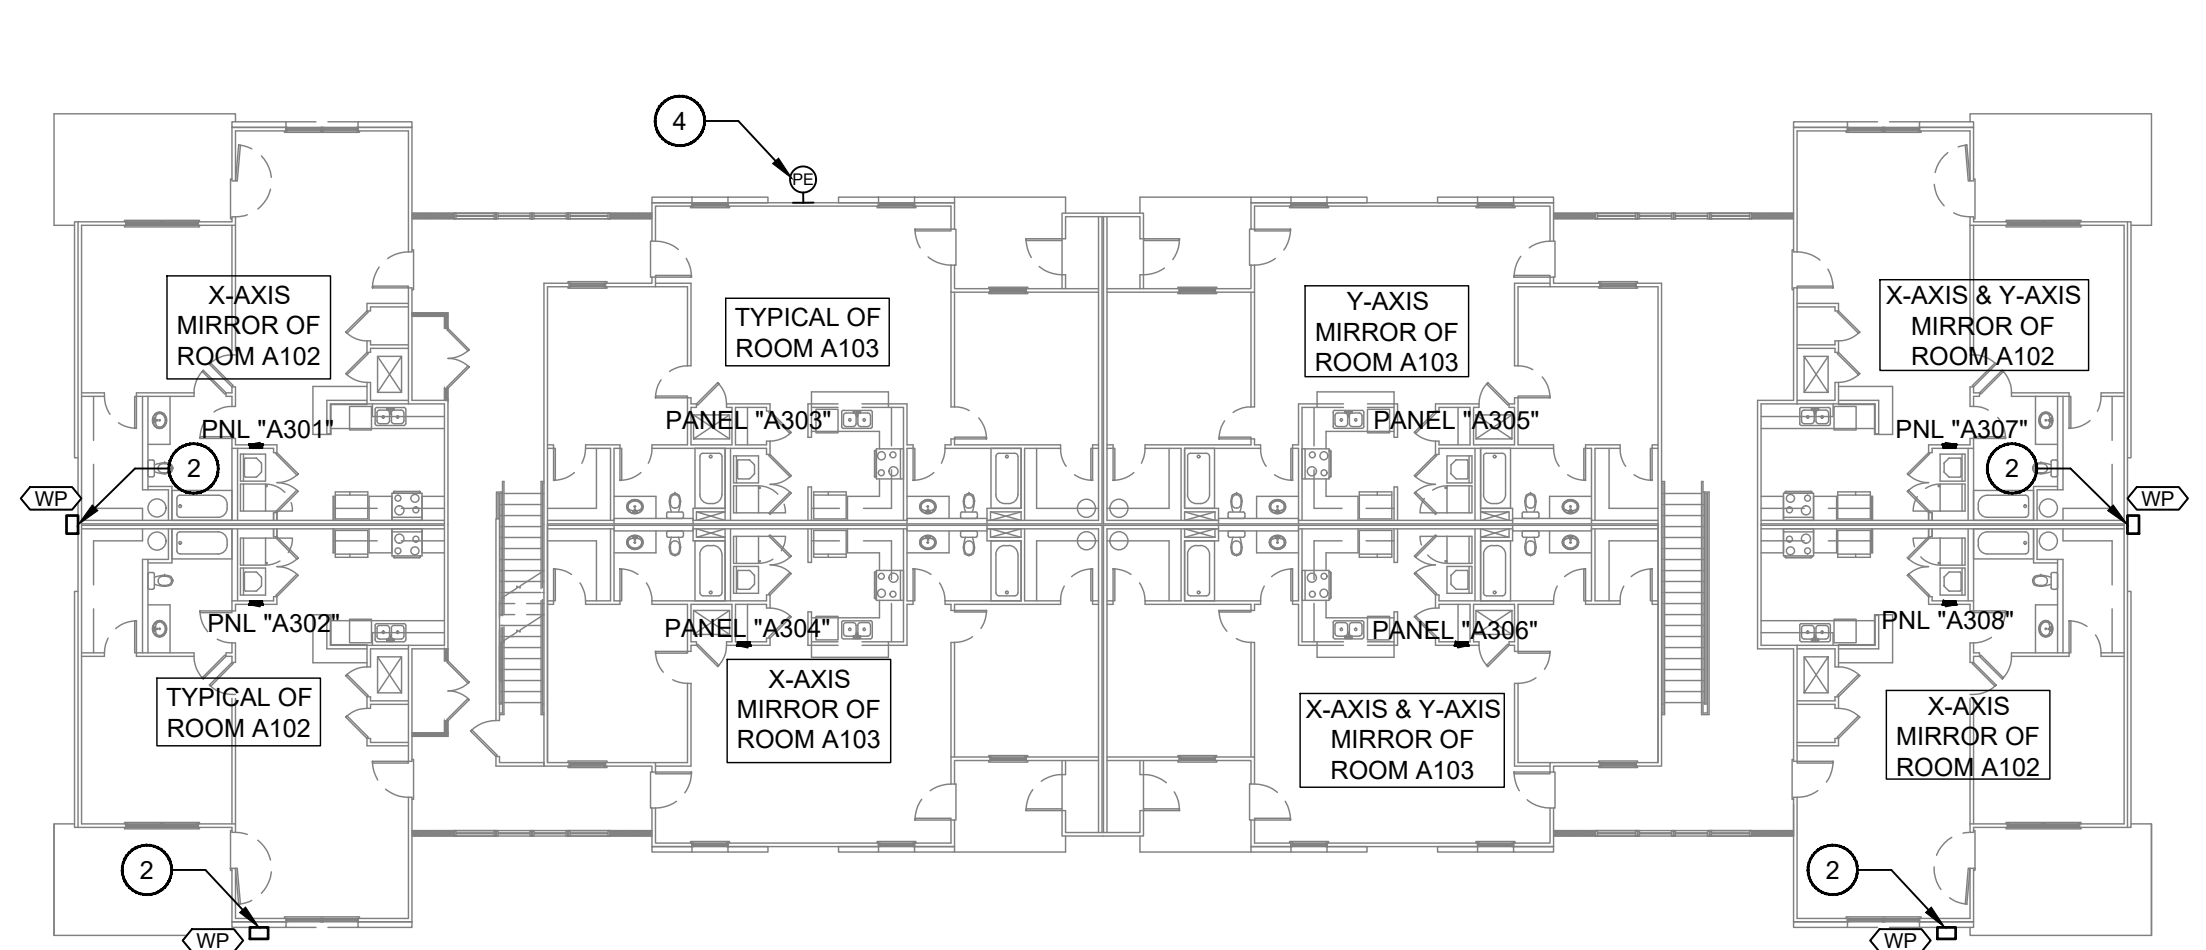 4
PE
X-AXIS
MIRROR OF
ROOM A102
TYPICAL OF
ROOM A103
Y-AXIS
MIRROR OF
ROOM A103
X-AXIS & Y-AXIS
MIRROR OF
ROOM A102
PNL "A301"
PANEL "A303"
PANEL "A305"
PNL "A307"
2
WP
2
WP
PNL "A302"
PANEL "A304"
PANEL "A306"
PNL "A308"
TYPICAL OF
ROOM A102
X-AXIS
MIRROR OF
ROOM A103
X-AXIS & Y-AXIS
MIRROR OF
ROOM A103
X-AXIS
MIRROR OF
ROOM A102
2
WP
2
WP